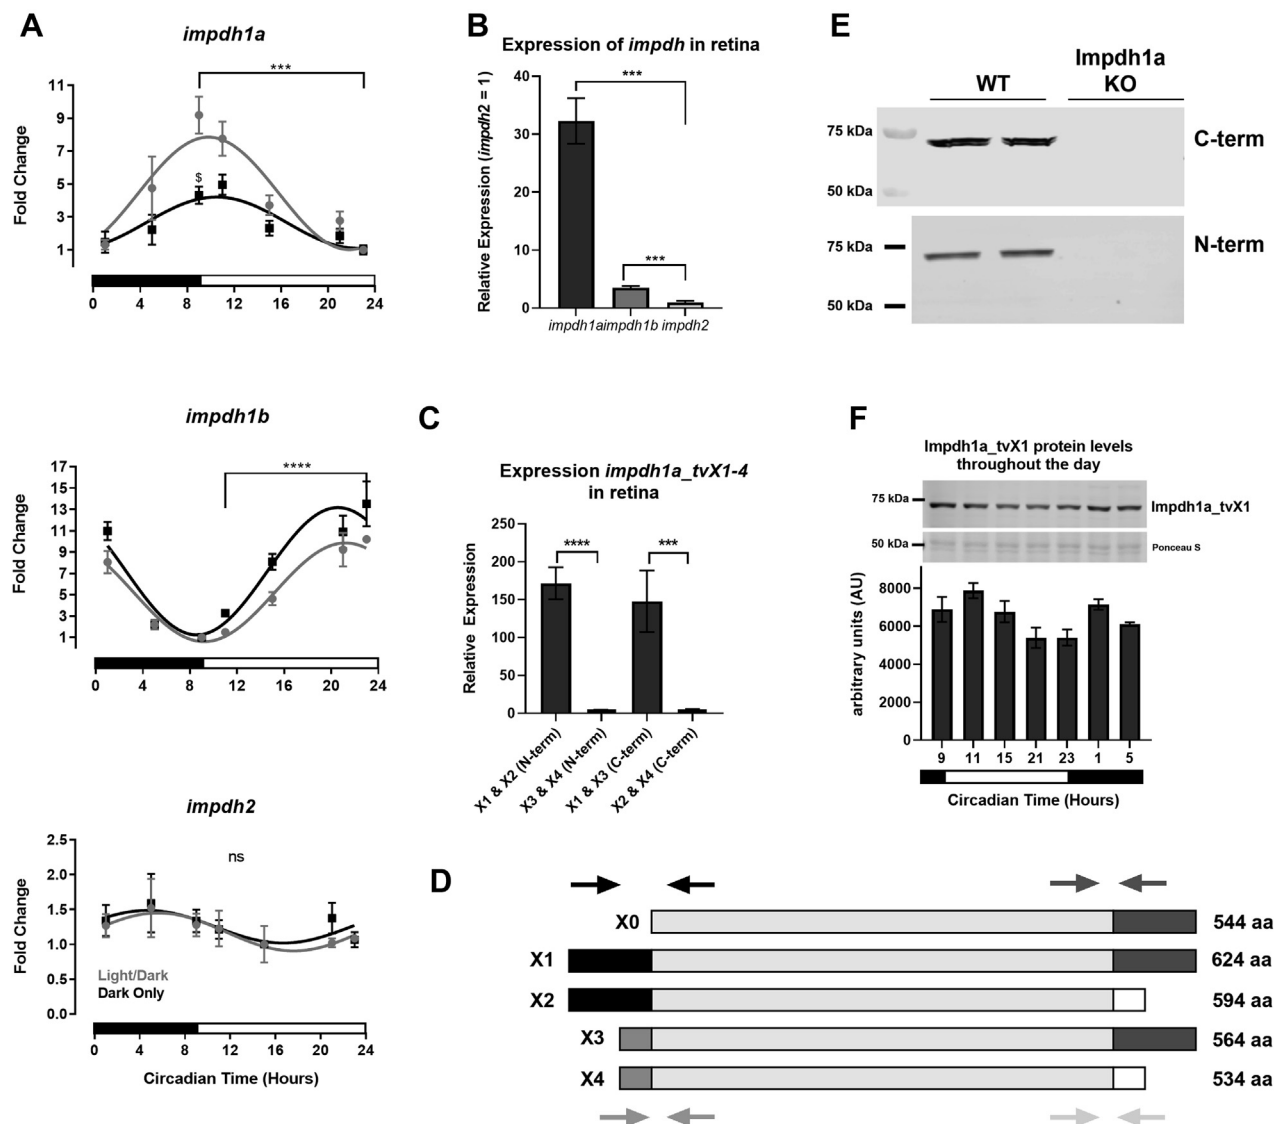 A
impdh1a
***
Fold Change
11
9
7
5
3
1
$
0 4 8 12 16 20 24
impdh1b
****
Fold Change
17
15
13
11
9
7
5
3
1
0 4 8 12 16 20 24
impdh2
ns
Fold Change
2.5
2.0
1.5
1.0
0.5
0.0
Light/Dark
Dark Only
0 4 8 12 16 20 24
Circadian Time (Hours)
B
Expression of impdh in retina
Relative Expression (impdh2 = 1)
40
30
20
10
0
***
***
impdh1a impdh1b impdh2
C
Expression impdh1a_tvX1-4
in retina
Relative Expression
250
200
150
100
50
0
****
***
X1 & X2 (N-term)
X3 & X4 (N-term)
X1 & X3 (C-term)
X2 & X4 (C-term)
D
X0 544 aa
X1 624 aa
X2 594 aa
X3 564 aa
X4 534 aa
E
WT
Impdh1a
KO
75 kDa
50 kDa
C-term
75 kDa
50 kDa
N-term
F
Impdh1a_tvX1 protein levels
throughout the day
75 kDa
Impdh1a_tvX1
50 kDa
Ponceau S
arbitrary units (AU)
8000
6000
4000
2000
0
9 11 15 21 23 1 5
Circadian Time (Hours)